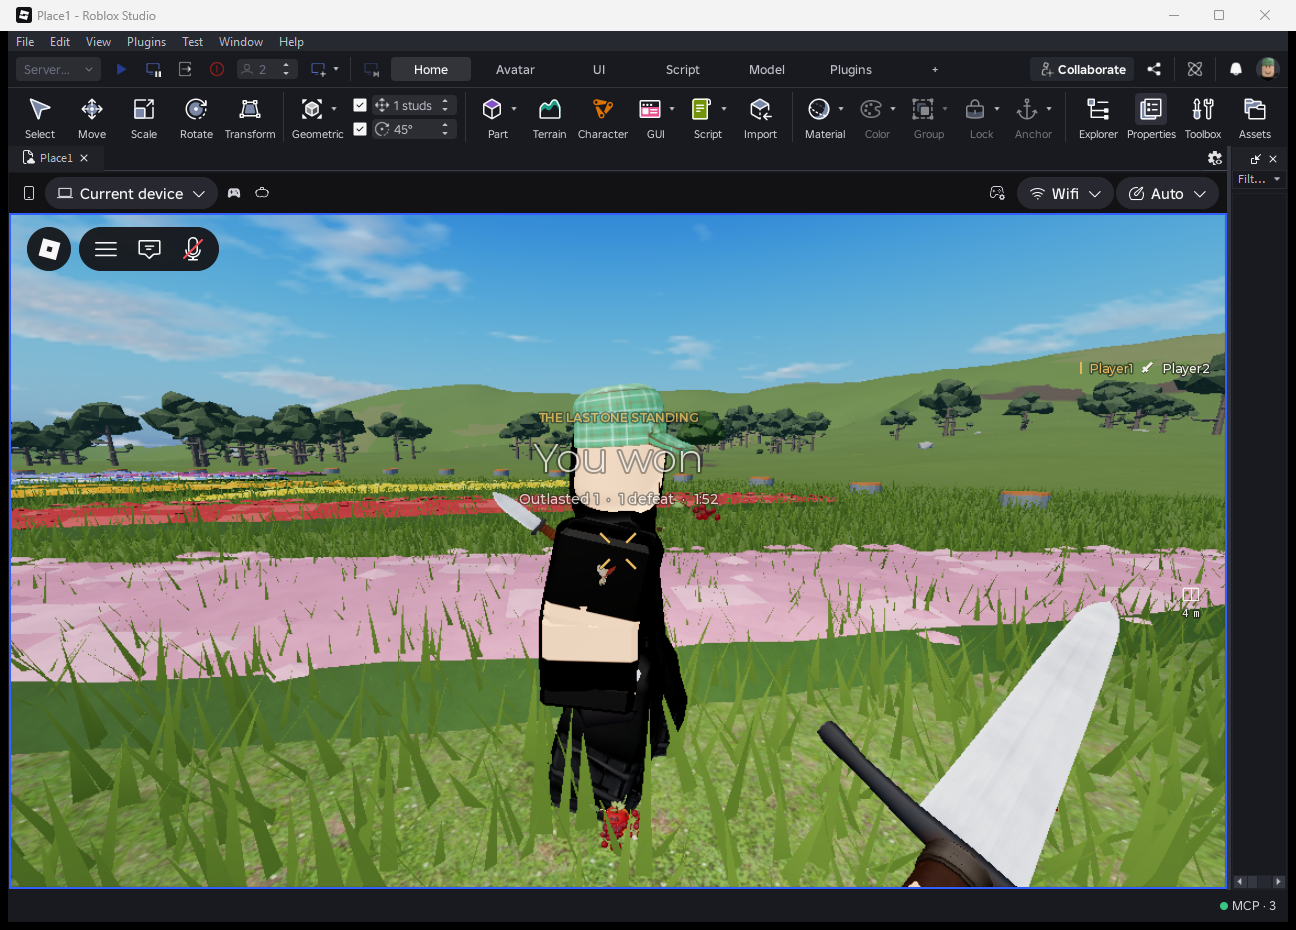 Place1 - Roblox Studio
File Edit View Plugins Test Window Help
Server... 2 Home Avatar UI Script Model Plugins + Collaborate
Select Move Scale Rotate Transform Geometric 1 studs 45° Part Terrain Character GUI Script Import Material Color Group Lock Anchor Explorer Properties Toolbox Assets
Place1
Filt...
Current device Wifi Auto
Player1 Player2
THE LAST ONE STANDING
You won
Outlasted 1 · 1 defeat · 1:52
4 m
MCP · 3